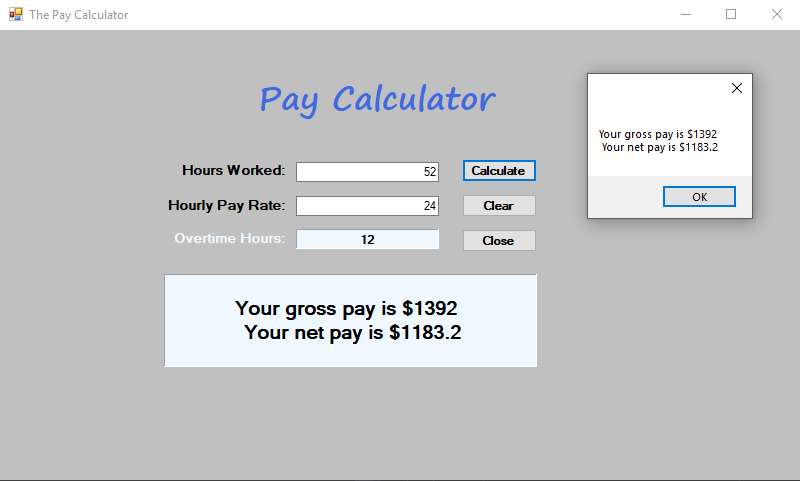 The Pay Calculator
Pay Calculator
Hours Worked: 52 Calculate
Hourly Pay Rate: 24 Clear
Overtime Hours: 12 Close
Your gross pay is $1392
Your net pay is $1183.2
Your gross pay is $1392
Your net pay is $1183.2
OK